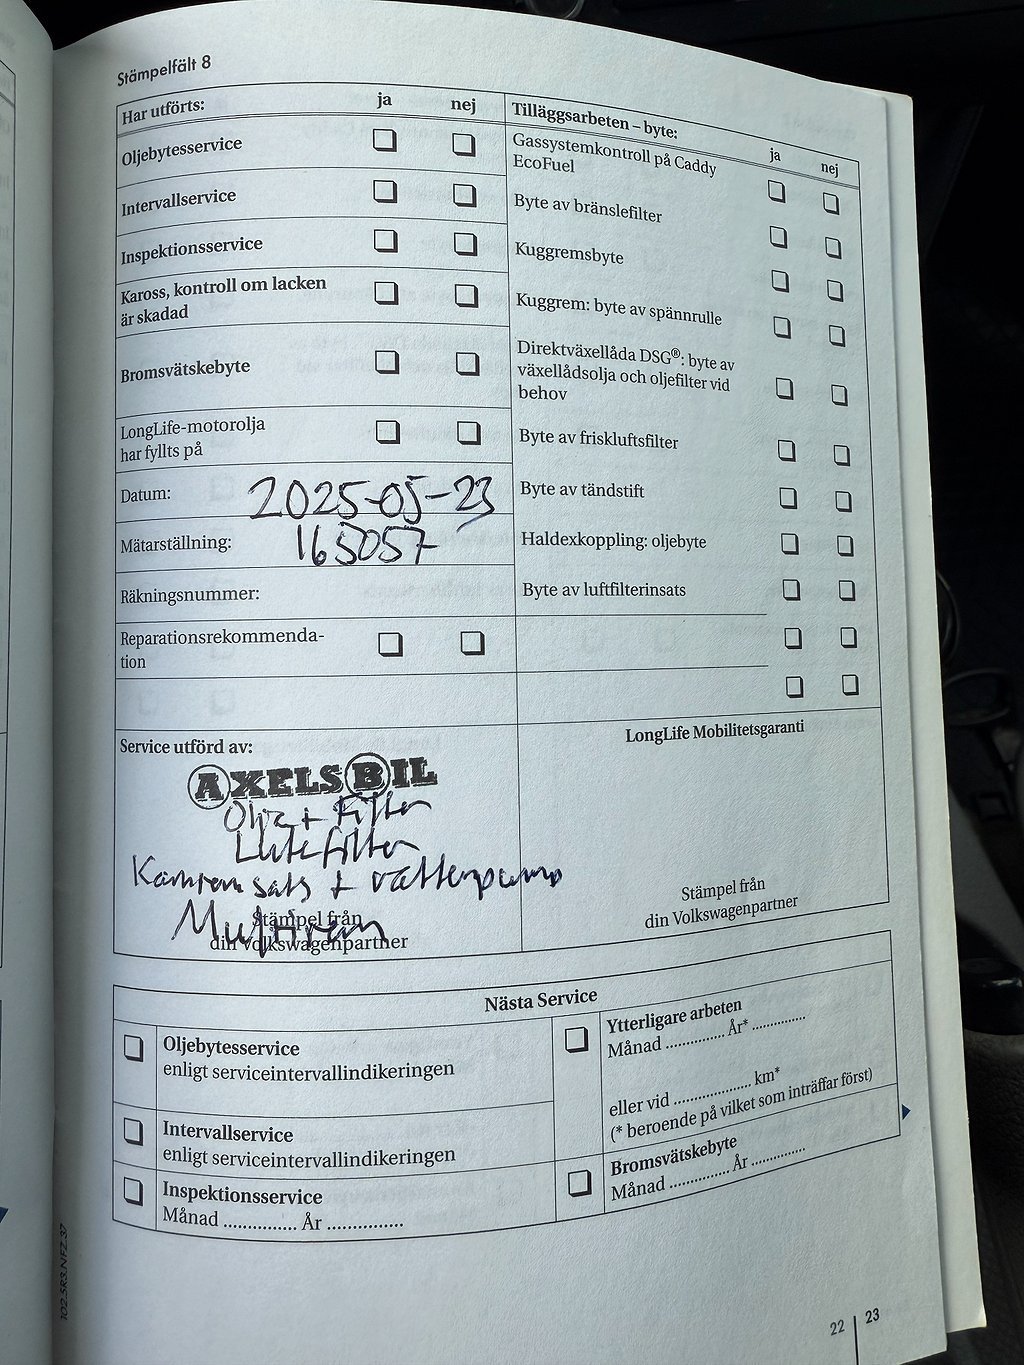 Stämpelfält 8
Har utförts: ja nej
Oljebytesservice
Intervallservice
Inspektionsservice
Kaross, kontroll om lacken
är skadad
Bromsvätskebyte
LongLife-motorolja
har fyllts på
Datum: 2025-05-23
Mätarställning: 165057
Räkningsnummer:
Reparationsrekommenda-
tion
Tilläggsarbeten – byte:
ja nej
Gassystemkontroll på Caddy
EcoFuel
Byte av bränslefilter
Kuggremsbyte
Kuggrem: byte av spännrulle
Direktväxellåda DSG®: byte av
växellådsolja och oljefilter vid
behov
Byte av friskluftsfilter
Byte av tändstift
Haldexkoppling: oljebyte
Byte av luftfilterinsats
Service utförd av:
AXELS BIL
Olja + Filter
Luftfilter
Kamrem sats + vattenpump
Stämpel från
din Volkswagenpartner
LongLife Mobilitetsgaranti
Stämpel från
din Volkswagenpartner
Nästa Service
Oljebytesservice
enligt serviceintervallindikeringen
Intervallservice
enligt serviceintervallindikeringen
Inspektionsservice
Månad ............... År ...............
Ytterligare arbeten
Månad ............... År* ...............
eller vid .................... km*
(* beroende på vilket som inträffar först)
Bromsvätskebyte
Månad ............... År ...............
102.5R3.NFZ.37
22 23